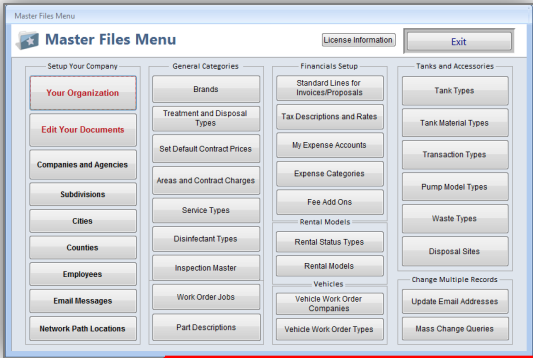 Master Files Menu
Master Files Menu
License Information
Exit
Setup Your Company
Your Organization
Edit Your Documents
Companies and Agencies
Subdivisions
Cities
Counties
Employees
Email Messages
Network Path Locations
General Categories
Brands
Treatment and Disposal
Types
Set Default Contract Prices
Areas and Contract Charges
Service Types
Disinfectant Types
Inspection Master
Work Order Jobs
Part Descriptions
Financials Setup
Standard Lines for
Invoices/Proposals
Tax Descriptions and Rates
My Expense Accounts
Expense Categories
Fee Add Ons
Rental Models
Rental Status Types
Rental Models
Vehicles
Vehicle Work Order
Companies
Vehicle Work Order Types
Tanks and Accessories
Tank Types
Tank Material Types
Transaction Types
Pump Model Types
Waste Types
Disposal Sites
Change Multiple Records
Update Email Addresses
Mass Change Queries